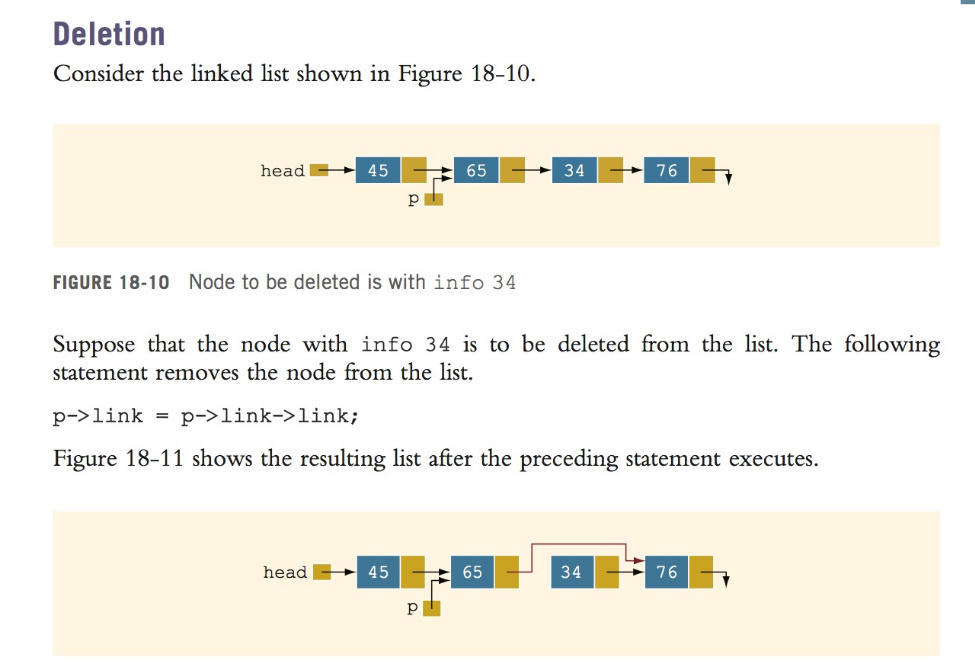 Deletion
Consider the linked list shown in Figure 18-10.
head 45 65 34 76
p
FIGURE 18-10 Node to be deleted is with info 34
Suppose that the node with info 34 is to be deleted from the list. The following
statement removes the node from the list.
p->link = p->link->link;
Figure 18-11 shows the resulting list after the preceding statement executes.
head 45 65 34 76
p